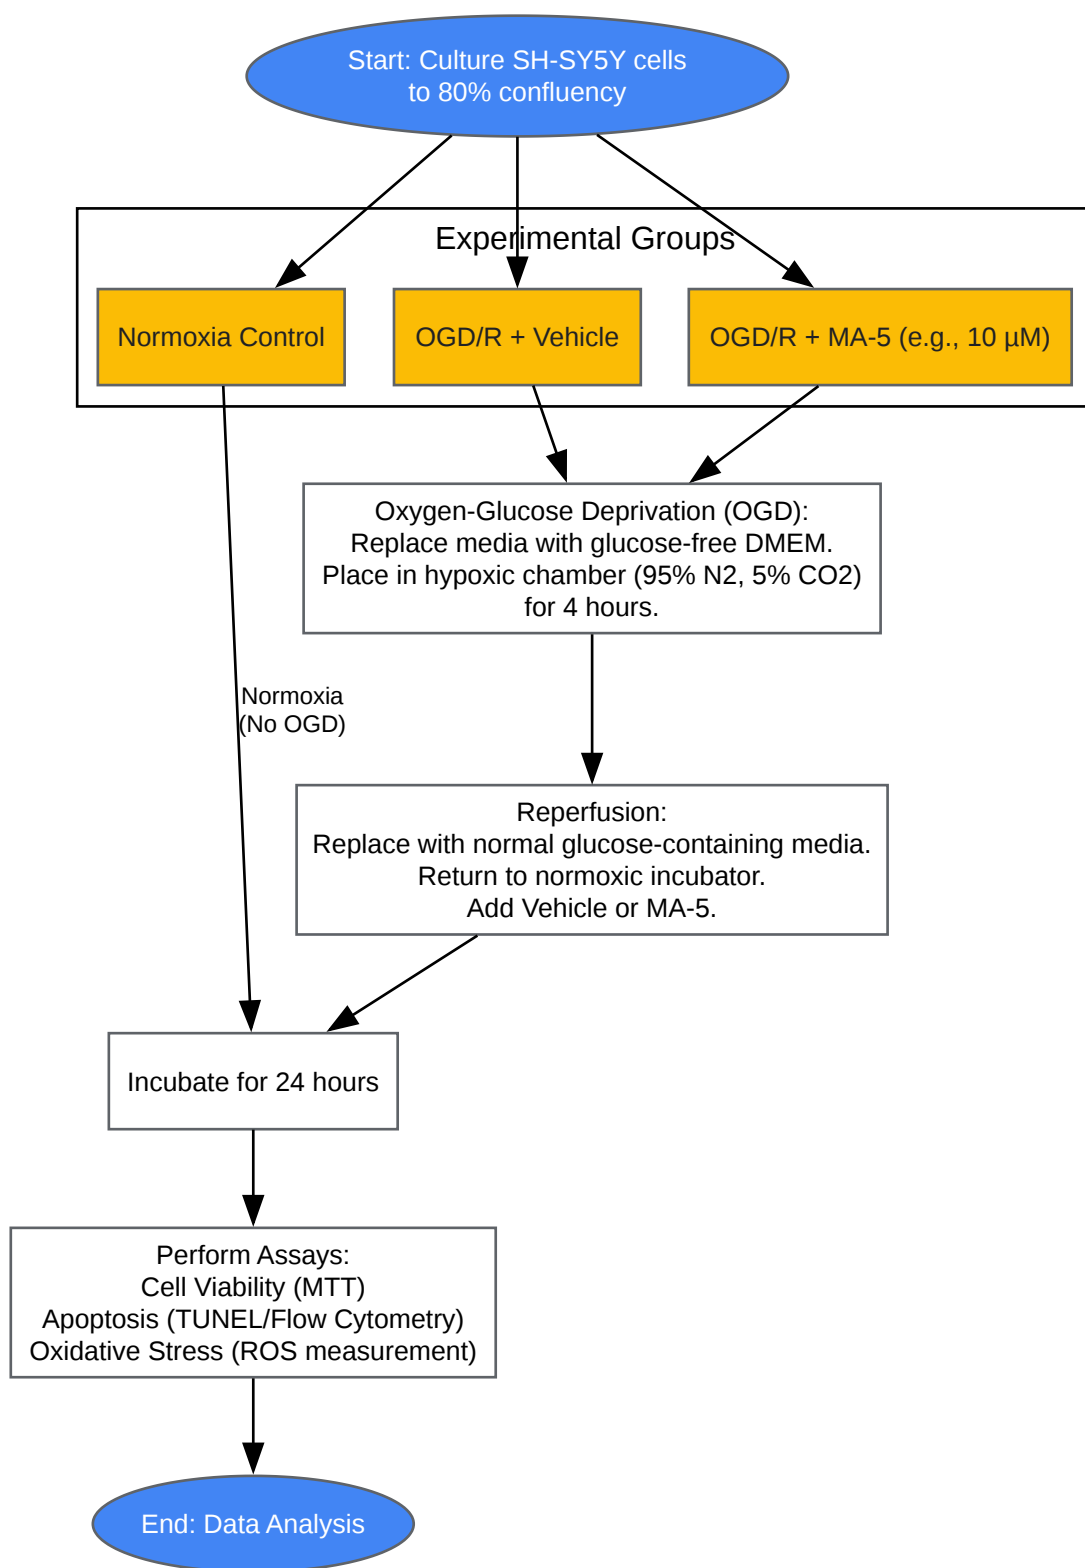 Start: Culture SH-SY5Y cells
to 80% confluency
Experimental Groups
Normoxia Control
OGD/R + Vehicle
OGD/R + MA-5 (e.g., 10 µM)
Oxygen-Glucose Deprivation (OGD):
Replace media with glucose-free DMEM.
Place in hypoxic chamber (95% N2, 5% CO2)
for 4 hours.
Normoxia
(No OGD)
Reperfusion:
Replace with normal glucose-containing media.
Return to normoxic incubator.
Add Vehicle or MA-5.
Incubate for 24 hours
Perform Assays:
Cell Viability (MTT)
Apoptosis (TUNEL/Flow Cytometry)
Oxidative Stress (ROS measurement)
End: Data Analysis